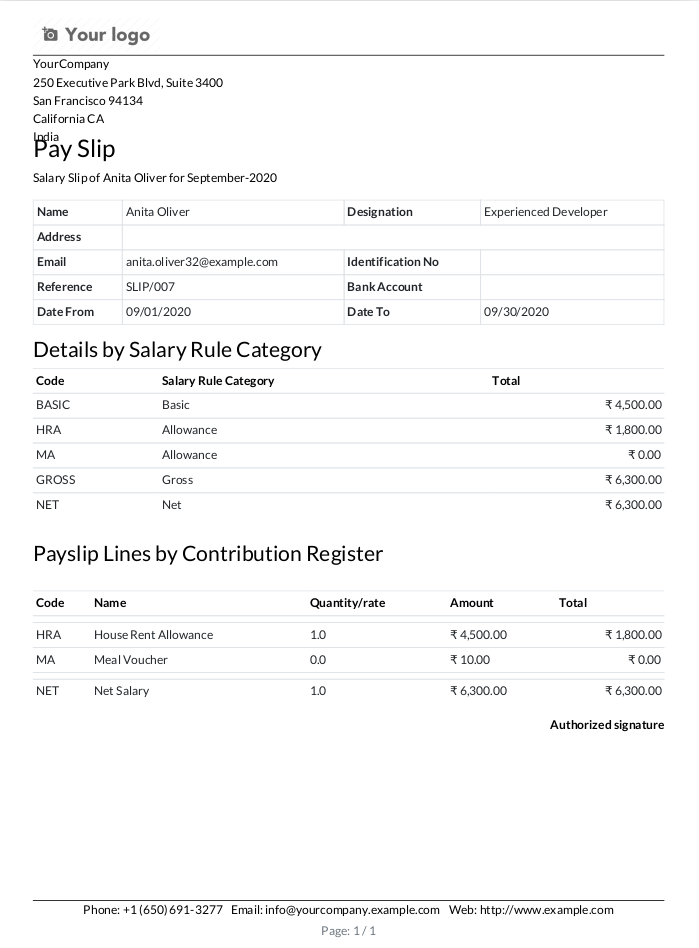 Your logo
YourCompany
250 Executive Park Blvd, Suite 3400
San Francisco 94134
California CA
India
Pay Slip
Salary Slip of Anita Oliver for September-2020
Name Anita Oliver Designation Experienced Developer
Address
Email anita.oliver32@example.com Identification No
Reference SLIP/007 Bank Account
Date From 09/01/2020 Date To 09/30/2020
Details by Salary Rule Category
Code Salary Rule Category Total
BASIC Basic ₹ 4,500.00
HRA Allowance ₹ 1,800.00
MA Allowance ₹ 0.00
GROSS Gross ₹ 6,300.00
NET Net ₹ 6,300.00
Payslip Lines by Contribution Register
Code Name Quantity/rate Amount Total
HRA House Rent Allowance 1.0 ₹ 4,500.00 ₹ 1,800.00
MA Meal Voucher 0.0 ₹ 10.00 ₹ 0.00
NET Net Salary 1.0 ₹ 6,300.00 ₹ 6,300.00
Authorized signature
Phone: +1 (650) 691-3277 Email: info@yourcompany.example.com Web: http://www.example.com
Page: 1 / 1